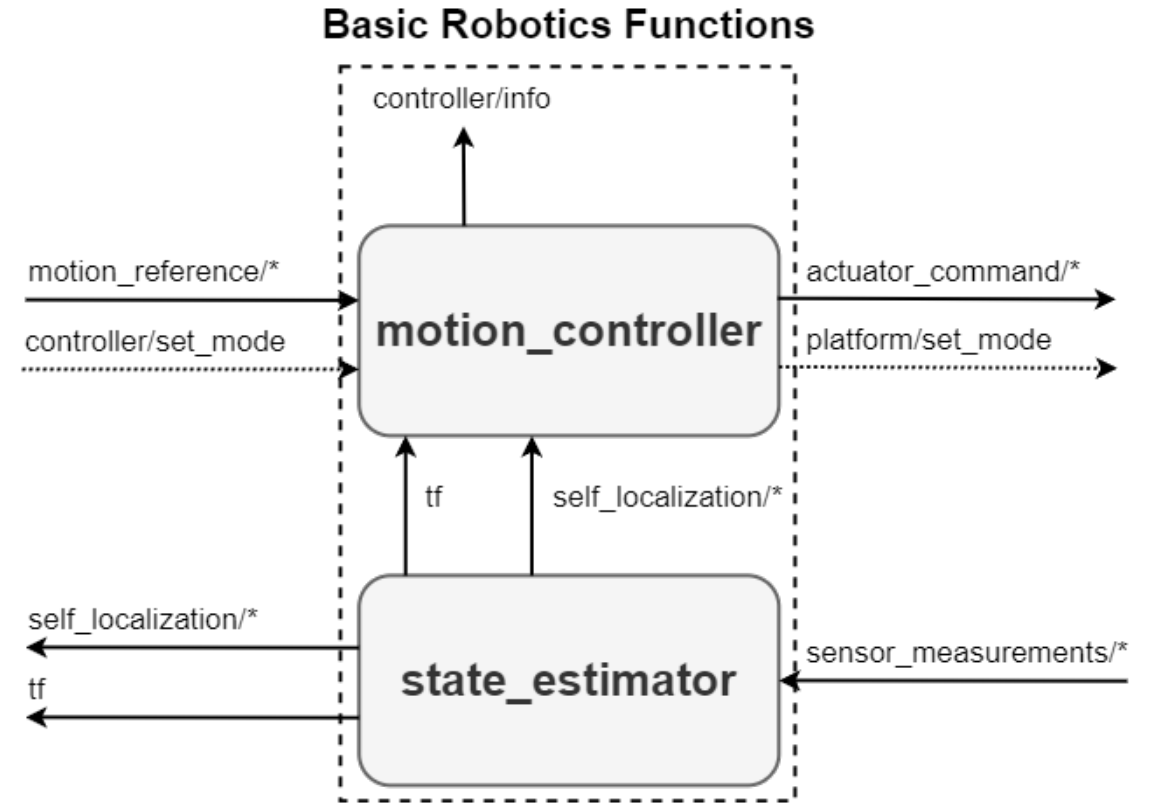 Basic Robotics Functions
controller/info
motion_reference/*
actuator_command/*
controller/set_mode
motion_controller
platform/set_mode
tf
self_localization/*
self_localization/*
state_estimator
sensor_measurements/*
tf